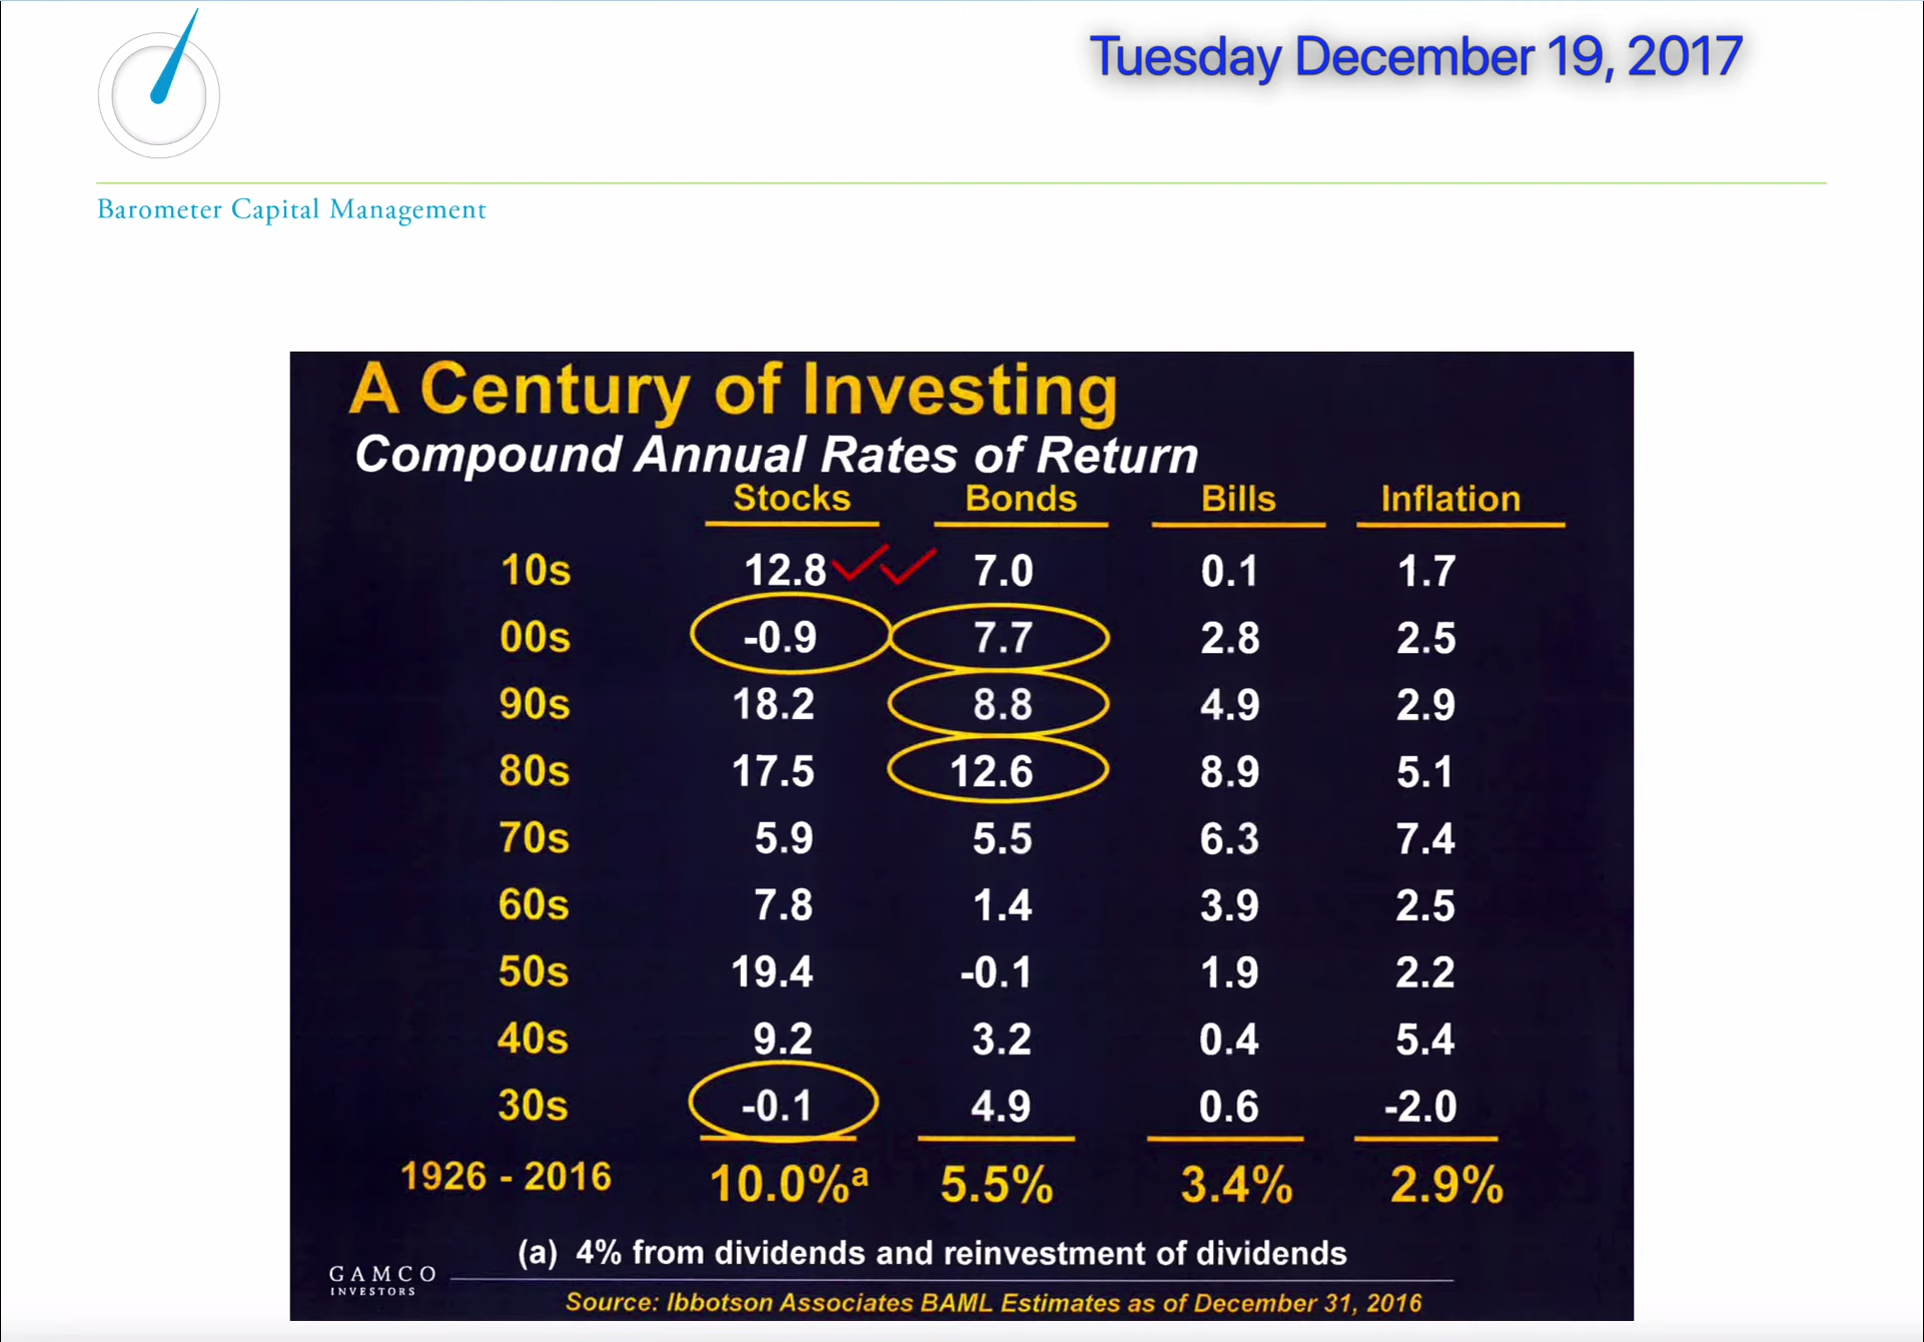 Tuesday December 19, 2017
Barometer Capital Management
A Century of Investing
Compound Annual Rates of Return
Stocks Bonds Bills Inflation
10s 12.8 7.0 0.1 1.7
00s -0.9 7.7 2.8 2.5
90s 18.2 8.8 4.9 2.9
80s 17.5 12.6 8.9 5.1
70s 5.9 5.5 6.3 7.4
60s 7.8 1.4 3.9 2.5
50s 19.4 -0.1 1.9 2.2
40s 9.2 3.2 0.4 5.4
30s -0.1 4.9 0.6 -2.0
1926 - 2016 10.0%ª 5.5% 3.4% 2.9%
(a) 4% from dividends and reinvestment of dividends
GAMCO
INVESTORS
Source: Ibbotson Associates BAML Estimates as of December 31, 2016